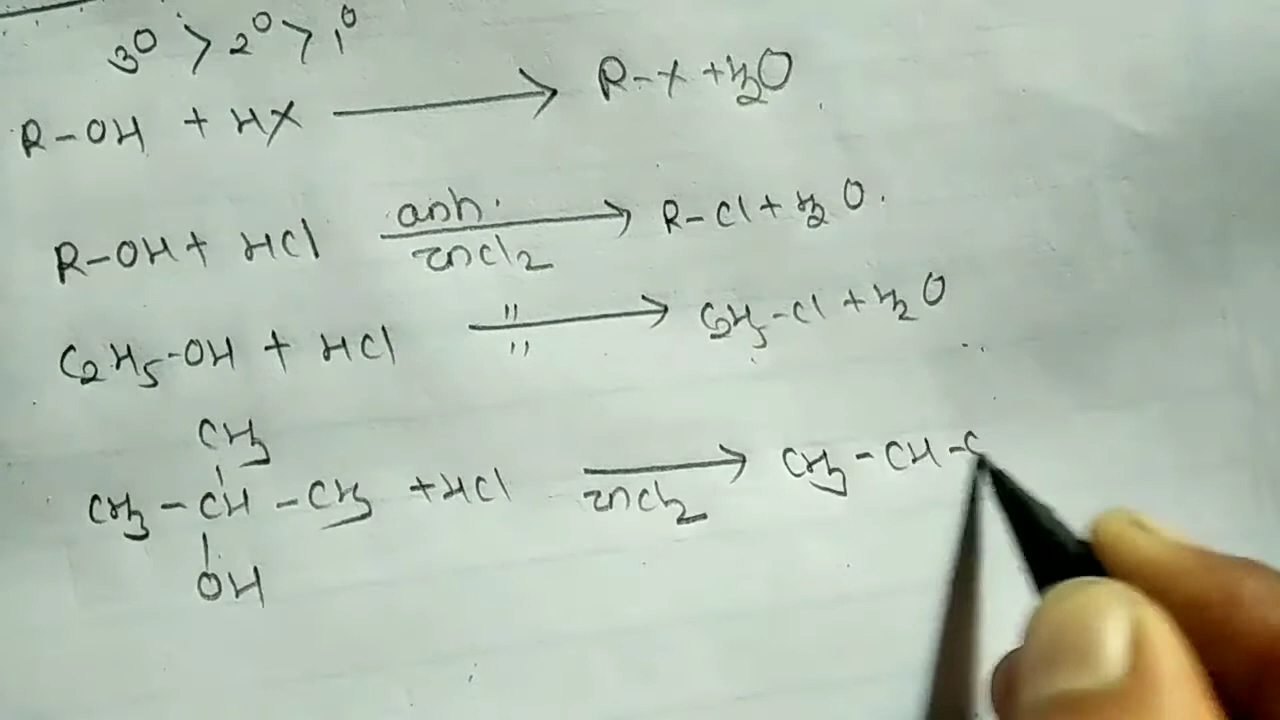 3° > 2° > 1°
R-OH + HX ⟶ R-X + H₂O
R-OH + HCl anh. ZnCl₂ ⟶ R-Cl + H₂O.
C₂H₅-OH + HCl '' '' ⟶ C₂H₅-Cl + H₂O
CH₃
CH₃ - CH - CH₃ + HCl ZnCl₂ ⟶ CH₃ - CH - C
OH